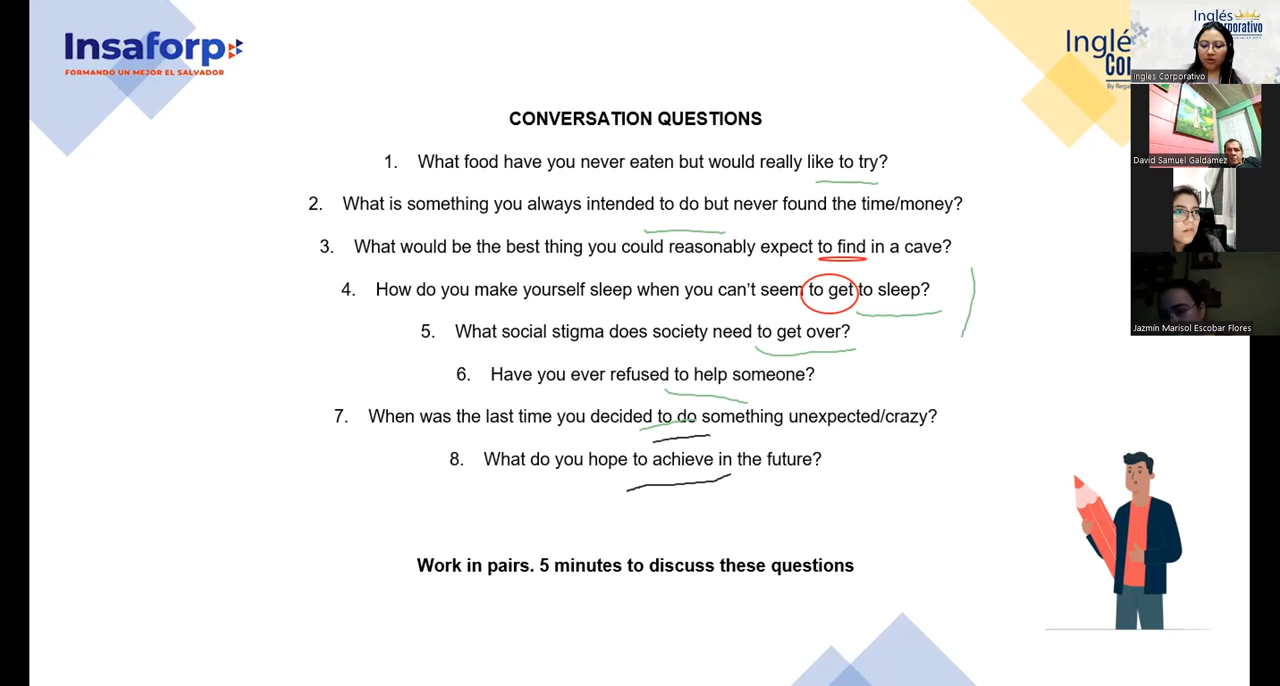 Insaforp
FORMANDO UN MEJOR EL SALVADOR
Inglés
By
Inglés
Ingles Corporativo
David Samuel Galdámez
Jazmín Marisol Escobar Flores
CONVERSATION QUESTIONS
1. What food have you never eaten but would really like to try?
2. What is something you always intended to do but never found the time/money?
3. What would be the best thing you could reasonably expect to find in a cave?
4. How do you make yourself sleep when you can't seem to get to sleep?
5. What social stigma does society need to get over?
6. Have you ever refused to help someone?
7. When was the last time you decided to do something unexpected/crazy?
8. What do you hope to achieve in the future?
Work in pairs. 5 minutes to discuss these questions